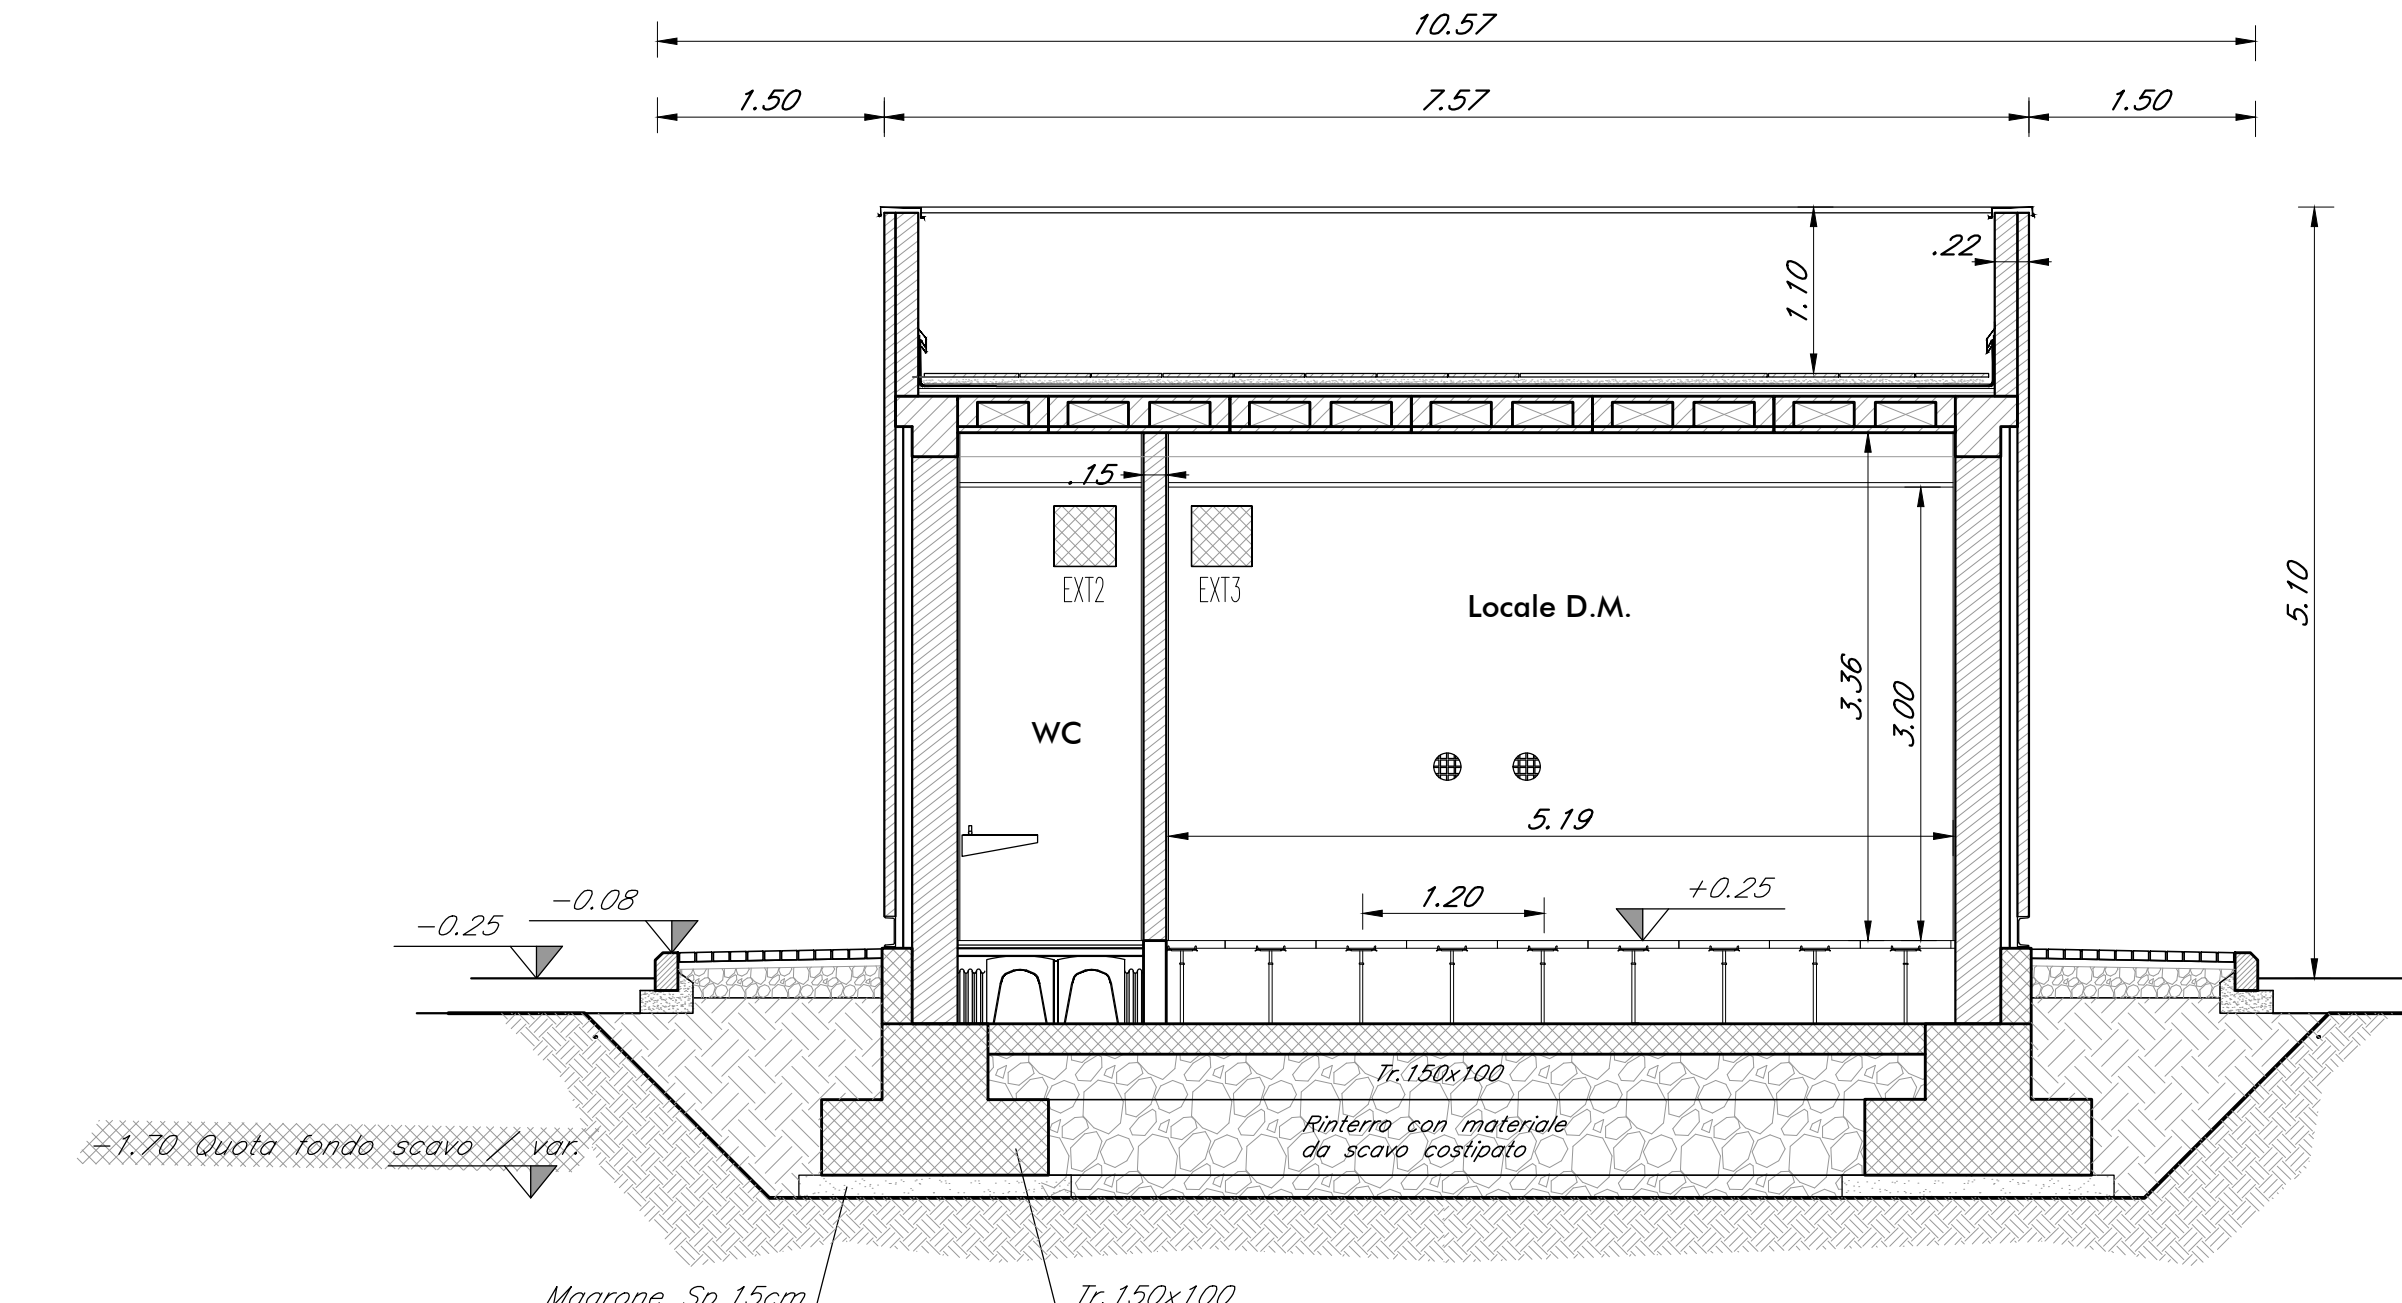 10.57
1.50
7.57
1.50
.22
1.10
.15
EXT2
EXT3
Locale D.M.
5.10
3.36
3.00
WC
5.19
1.20
+0.25
-0.08
-0.25
Tr.150x100
Rinterro con materiale
da scavo costipato
-1.70 Quota fondo scavo / var.
Magrone Sp.15cm
Tr.150x100